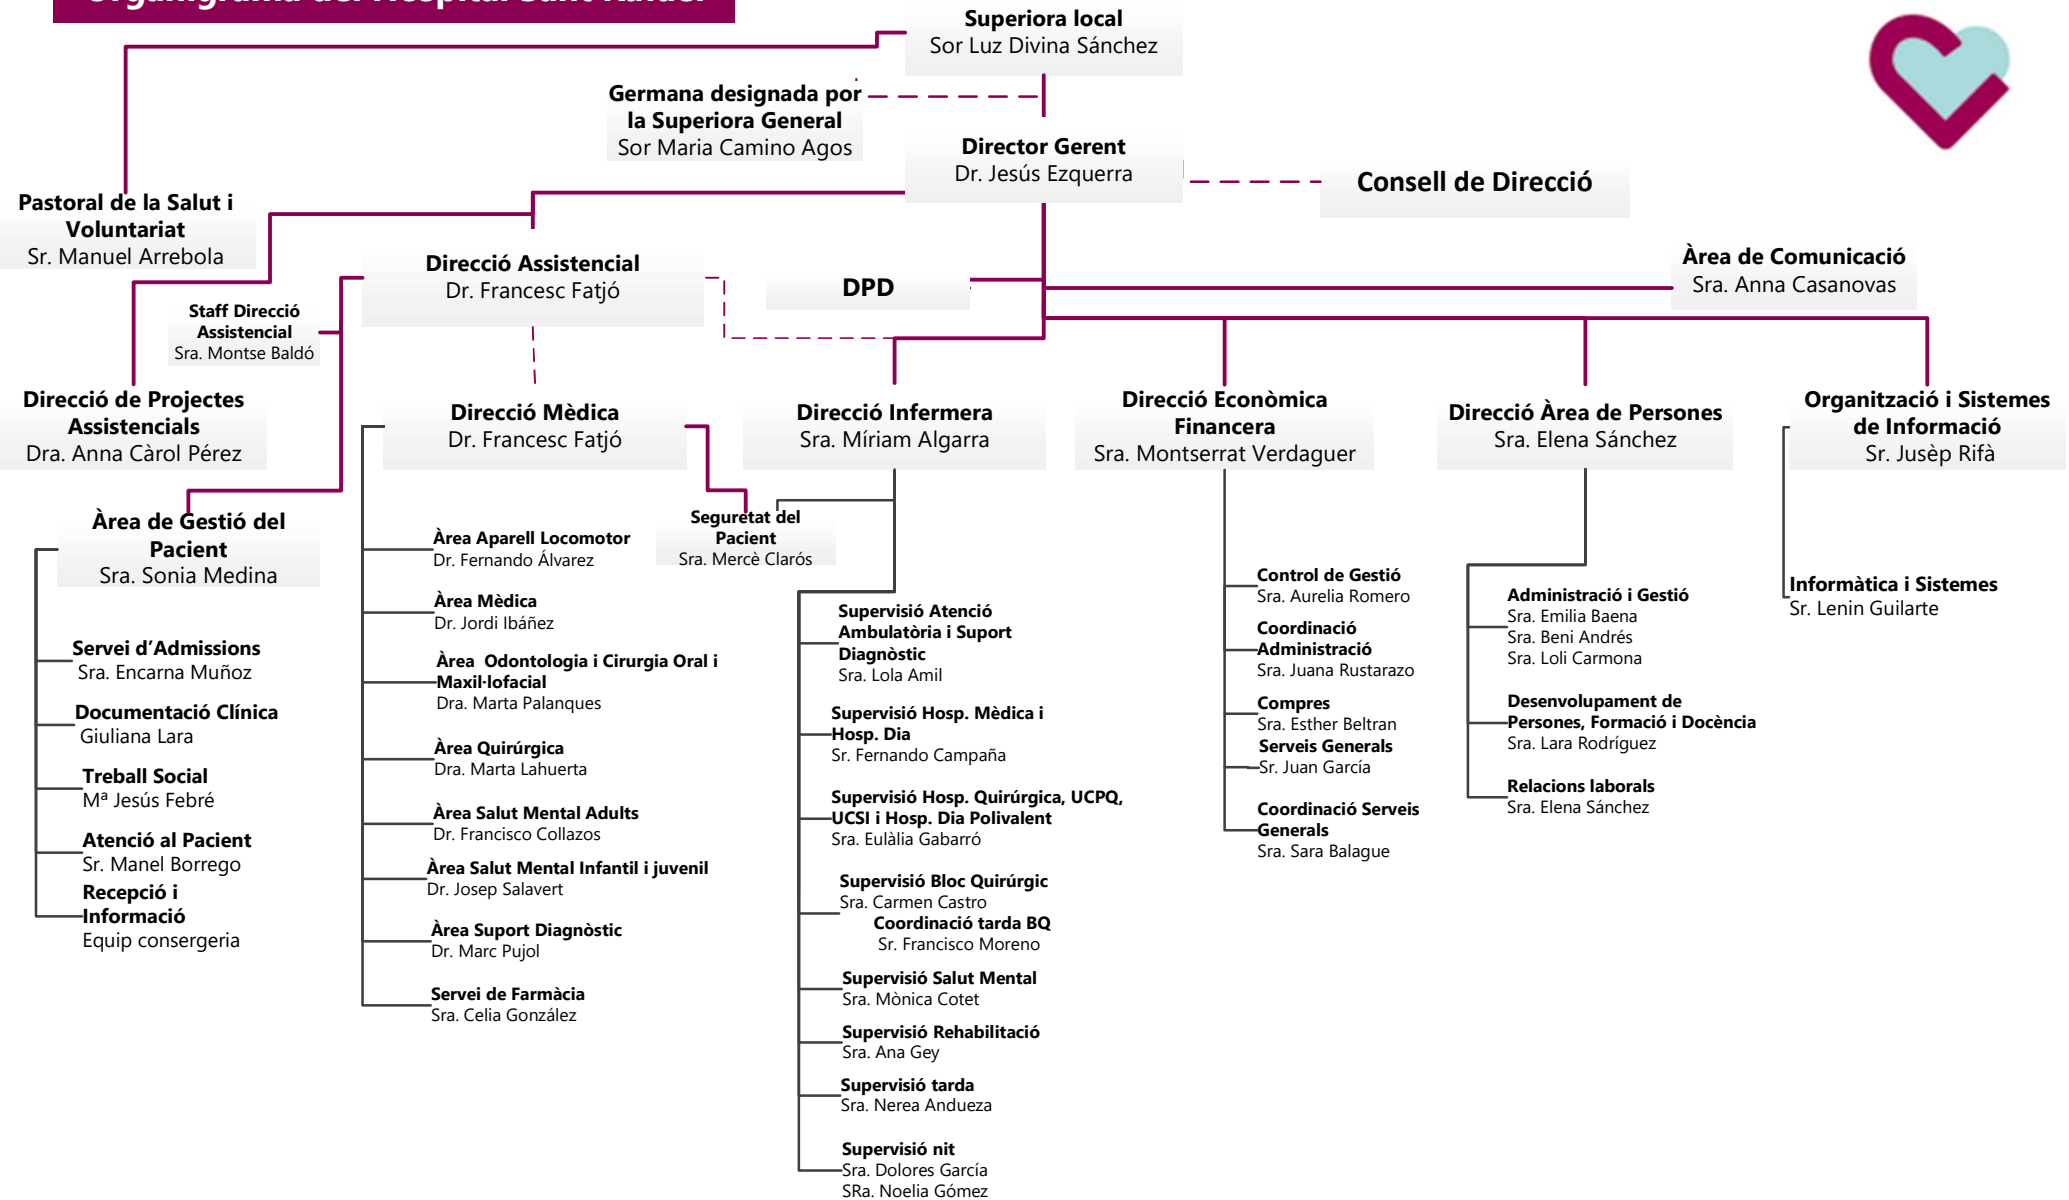 Organigrama del Hospital Sant Rafael
Superiora local
Sor Luz Divina Sánchez
Germana designada por
la Superiora General
Sor Maria Camino Agos
Director Gerent
Dr. Jesús Ezquerra
Consell de Direcció
Pastoral de la Salut i
Voluntariat
Sr. Manuel Arrebola
Direcció Assistencial
Dr. Francesc Fatjó
DPD
Àrea de Comunicació
Sra. Anna Casanovas
Staff Direcció
Assistencial
Sra. Montse Baldó
Direcció de Projectes
Assistencials
Dra. Anna Càrol Pérez
Direcció Mèdica
Dr. Francesc Fatjó
Direcció Infermera
Sra. Míriam Algarra
Direcció Econòmica
Financera
Sra. Montserrat Verdaguer
Direcció Àrea de Persones
Sra. Elena Sánchez
Organització i Sistemes
de Informació
Sr. Jusèp Rifà
Àrea de Gestió del
Pacient
Sra. Sonia Medina
Servei d’Admissions
Sra. Encarna Muñoz
Documentació Clínica
Giuliana Lara
Treball Social
Mª Jesús Febré
Atenció al Pacient
Sr. Manel Borrego
Recepció i
Informació
Equip consergeria
Àrea Aparell Locomotor
Dr. Fernando Álvarez
Àrea Mèdica
Dr. Jordi Ibáñez
Àrea  Odontologia i Cirurgia Oral i
Maxil·lofacial
Dra. Marta Palanques
Àrea Quirúrgica
Dra. Marta Lahuerta
Àrea Salut Mental Adults
Dr. Francisco Collazos
Àrea Salut Mental Infantil i juvenil
Dr. Josep Salavert
Àrea Suport Diagnòstic
Dr. Marc Pujol
Servei de Farmàcia
Sra. Celia González
Seguretat del
Pacient
Sra. Mercè Clarós
Supervisió Atenció
Ambulatòria i Suport
Diagnòstic
Sra. Lola Amil
Supervisió Hosp. Mèdica i
Hosp. Dia
Sr. Fernando Campaña
Supervisió Hosp. Quirúrgica, UCPQ,
UCSI i Hosp. Dia Polivalent
Sra. Eulàlia Gabarró
Supervisió Bloc Quirúrgic
Sra. Carmen Castro
Coordinació tarda BQ
Sr. Francisco Moreno
Supervisió Salut Mental
Sra. Mònica Cotet
Supervisió Rehabilitació
Sra. Ana Gey
Supervisió tarda
Sra. Nerea Andueza
Supervisió nit
Sra. Dolores García
SRa. Noelia Gómez
Control de Gestió
Sra. Aurelia Romero
Coordinació
Administració
Sra. Juana Rustarazo
Compres
Sra. Esther Beltran
Serveis Generals
Sr. Juan García
Coordinació Serveis
Generals
Sra. Sara Balague
Administració i Gestió
Sra. Emilia Baena
Sra. Beni Andrés
Sra. Loli Carmona
Desenvolupament de
Persones, Formació i Docència
Sra. Lara Rodríguez
Relacions laborals
Sra. Elena Sánchez
Informàtica i Sistemes
Sr. Lenin Guilarte